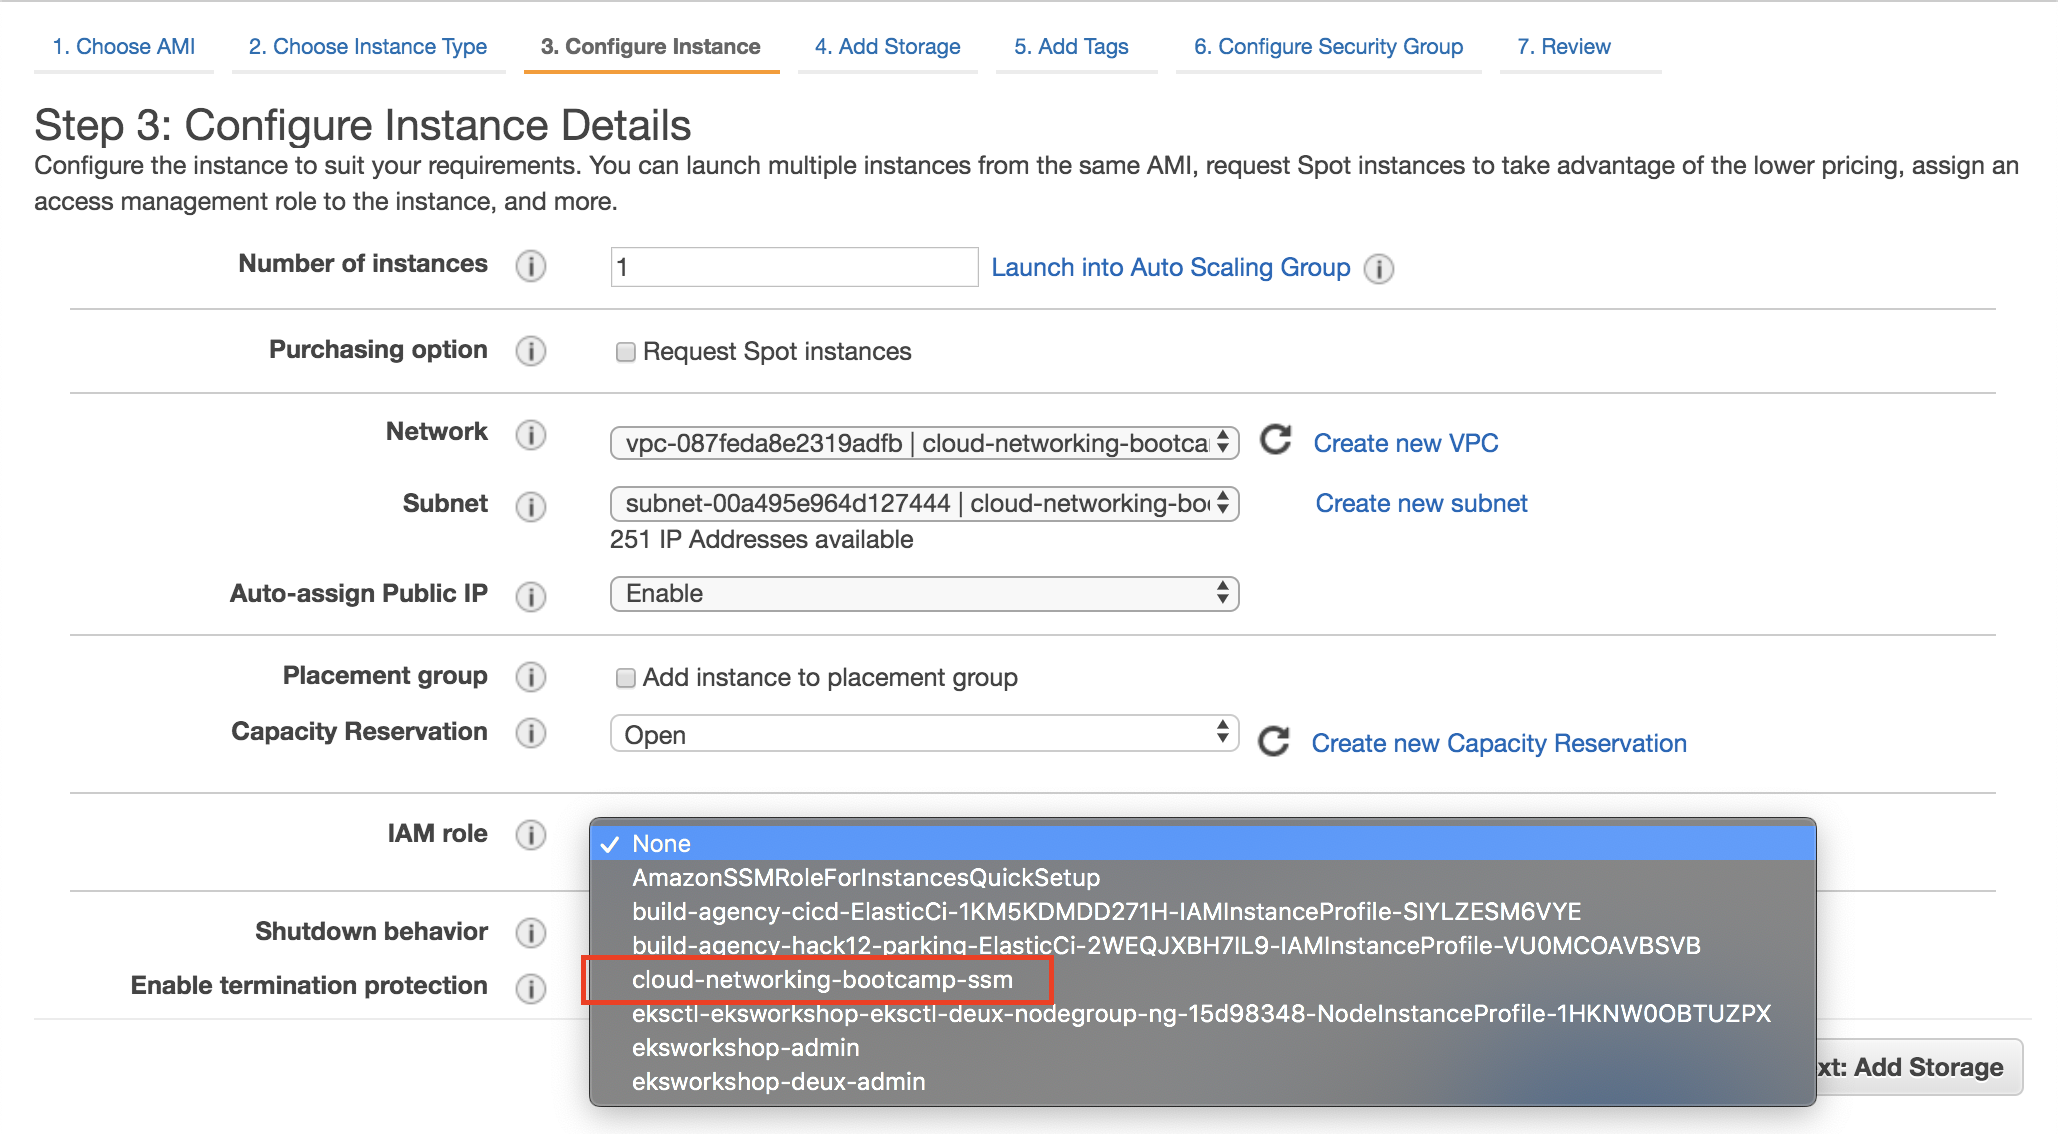 1. Choose AMI
2. Choose Instance Type
3. Configure Instance
4. Add Storage
5. Add Tags
6. Configure Security Group
7. Review
Step 3: Configure Instance Details
Configure the instance to suit your requirements. You can launch multiple instances from the same AMI, request Spot instances to take advantage of the lower pricing, assign an
access management role to the instance, and more.
Number of instances
1
Launch into Auto Scaling Group
Purchasing option
Request Spot instances
Network
vpc-087feda8e2319adfb | cloud-networking-bootca
Create new VPC
Subnet
subnet-00a495e964d127444 | cloud-networking-boo
Create new subnet
251 IP Addresses available
Auto-assign Public IP
Enable
Placement group
Add instance to placement group
Capacity Reservation
Open
Create new Capacity Reservation
IAM role
None
AmazonSSMRoleForInstancesQuickSetup
build-agency-cicd-ElasticCi-1KM5KDMDD271H-IAMInstanceProfile-SIYLZESM6VYE
build-agency-hack12-parking-ElasticCi-2WEQJXBH7IL9-IAMInstanceProfile-VU0MCOAVBSVB
Shutdown behavior
cloud-networking-bootcamp-ssm
Enable termination protection
eksctl-eksworkshop-eksctl-deux-nodegroup-ng-15d98348-NodeInstanceProfile-1HKNW0OBTUZPX
eksworkshop-admin
eksworkshop-deux-admin
xt: Add Storage